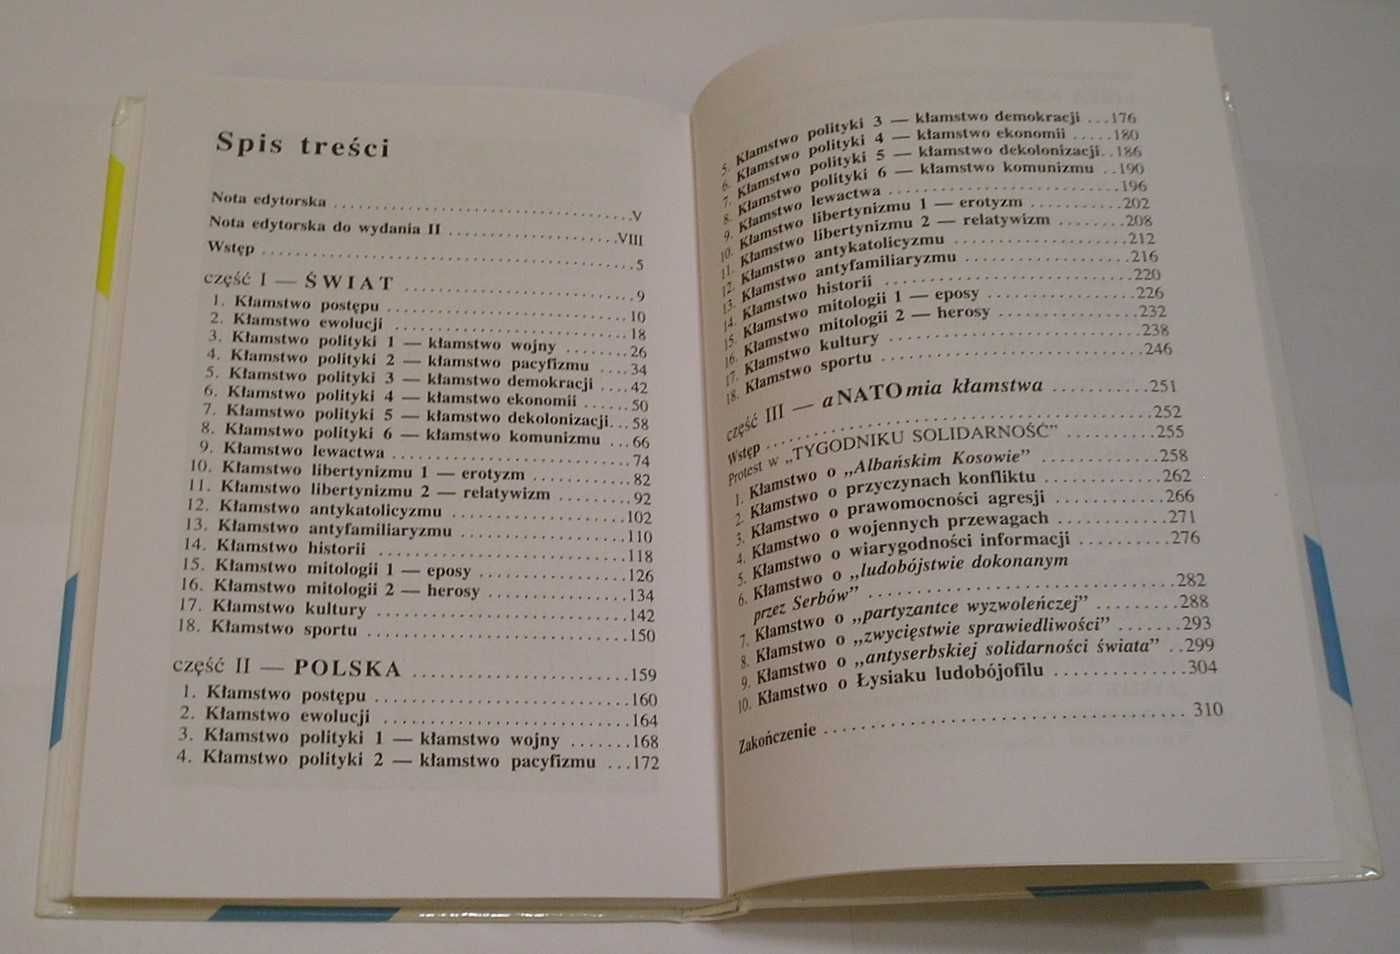 Spis treści
Nota edytorska ........................V
Nota edytorska do wydania II ..................VIII
Wstęp ........................5
część I — ŚWIAT ........................9
1. Kłamstwo postępu ........................10
2. Kłamstwo ewolucji ........................18
3. Kłamstwo polityki 1 — kłamstwo wojny ........26
4. Kłamstwo polityki 2 — kłamstwo pacyfizmu ....34
5. Kłamstwo polityki 3 — kłamstwo demokracji ....42
6. Kłamstwo polityki 4 — kłamstwo ekonomii ......50
7. Kłamstwo polityki 5 — kłamstwo dekolonizacji...58
8. Kłamstwo polityki 6 — kłamstwo komunizmu ...66
9. Kłamstwo lewactwa ........................74
10. Kłamstwo libertynizmu 1 — erotyzm ............82
11. Kłamstwo libertynizmu 2 — relatywizm .........92
12. Kłamstwo antykatolicyzmu ....................102
13. Kłamstwo antyfamiliaryzmu ...................110
14. Kłamstwo historii ........................118
15. Kłamstwo mitologii 1 — eposy .................126
16. Kłamstwo mitologii 2 — herosy ................134
17. Kłamstwo kultury ........................142
18. Kłamstwo sportu ........................150
część II — POLSKA ........................159
1. Kłamstwo postępu ........................160
2. Kłamstwo ewolucji ........................164
3. Kłamstwo polityki 1 — kłamstwo wojny .......168
4. Kłamstwo polityki 2 — kłamstwo pacyfizmu ...172
5. Kłamstwo polityki 3 — kłamstwo demokracji ...176
6. Kłamstwo polityki 4 — kłamstwo ekonomii .....180
7. Kłamstwo polityki 5 — kłamstwo dekolonizacji..186
8. Kłamstwo polityki 6 — kłamstwo komunizmu ..190
9. Kłamstwo lewactwa ........................196
10. Kłamstwo libertynizmu 1 — erotyzm ...........202
11. Kłamstwo libertynizmu 2 — relatywizm ........208
12. Kłamstwo antykatolicyzmu ...................212
13. Kłamstwo antyfamiliaryzmu ..................216
14. Kłamstwo historii ........................220
15. Kłamstwo mitologii 1 — eposy ................226
16. Kłamstwo mitologii 2 — herosy ...............232
17. Kłamstwo kultury ........................238
18. Kłamstwo sportu ........................246
część III — aNATOmia kłamstwa ...........251
Wstęp ........................252
Protest w „TYGODNIKU SOLIDARNOŚĆ” ..........255
1. Kłamstwo o „Albańskim Kosowie” ............258
2. Kłamstwo o przyczynach konfliktu ............262
3. Kłamstwo o prawomocności agresji ...........266
4. Kłamstwo o wojennych przewagach ...........271
5. Kłamstwo o wiarygodności informacji .........276
6. Kłamstwo o „ludobójstwie dokonanym
przez Serbów” ........................282
7. Kłamstwo o „partyzantce wyzwoleńczej” .........288
8. Kłamstwo o „zwycięstwie sprawiedliwości” .......293
9. Kłamstwo o „antyserbskiej solidarności świata” ..299
10. Kłamstwo o Łysiaku ludobójofilu ..............304
Zakończenie ........................310